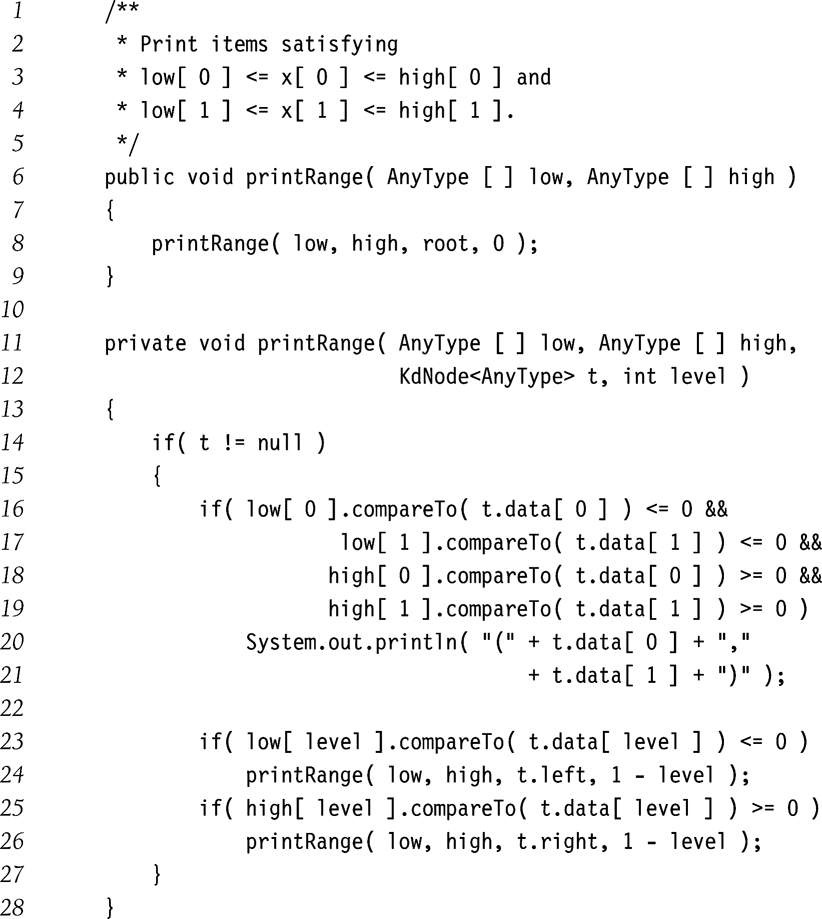 1 /**
2 * Print items satisfying
3 * low[ 0 ] <= x[ 0 ] <= high[ 0 ] and
4 * low[ 1 ] <= x[ 1 ] <= high[ 1 ].
5 */
6 public void printRange( AnyType [ ] low, AnyType [ ] high )
7 {
8 printRange( low, high, root, 0 );
9 }
10
11 private void printRange( AnyType [ ] low, AnyType [ ] high,
12 KdNode<AnyType> t, int level )
13 {
14 if( t != null )
15 {
16 if( low[ 0 ].compareTo( t.data[ 0 ] ) <= 0 &&
17 low[ 1 ].compareTo( t.data[ 1 ] ) <= 0 &&
18 high[ 0 ].compareTo( t.data[ 0 ] ) >= 0 &&
19 high[ 1 ].compareTo( t.data[ 1 ] ) >= 0 )
20 System.out.println( "(" + t.data[ 0 ] + ","
21 + t.data[ 1 ] + ")" );
22
23 if( low[ level ].compareTo( t.data[ level ] ) <= 0 )
24 printRange( low, high, t.left, 1 - level );
25 if( high[ level ].compareTo( t.data[ level ] ) >= 0 )
26 printRange( low, high, t.right, 1 - level );
27 }
28 }